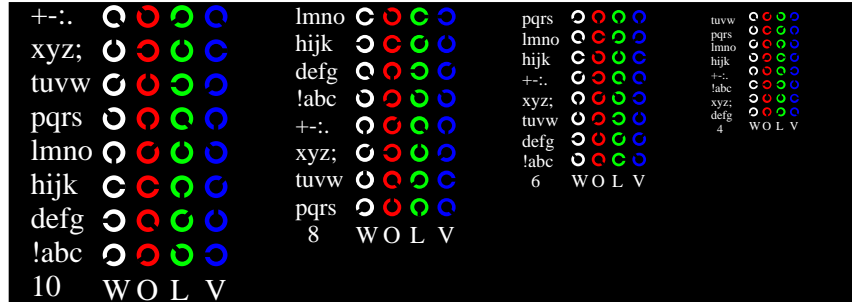 +-:.
xyz;
tuvw
pqrs
lmno
hijk
defg
!abc
10 W O L V
lmno
hijk
defg
!abc
+-:.
xyz;
tuvw
pqrs
8 W O L V
pqrs
lmno
hijk
+-:.
xyz;
tuvw
defg
!abc
6 W O L V
tuvw
pqrs
lmno
hijk
+-:.
!abc
xyz;
defg
4 W O L V